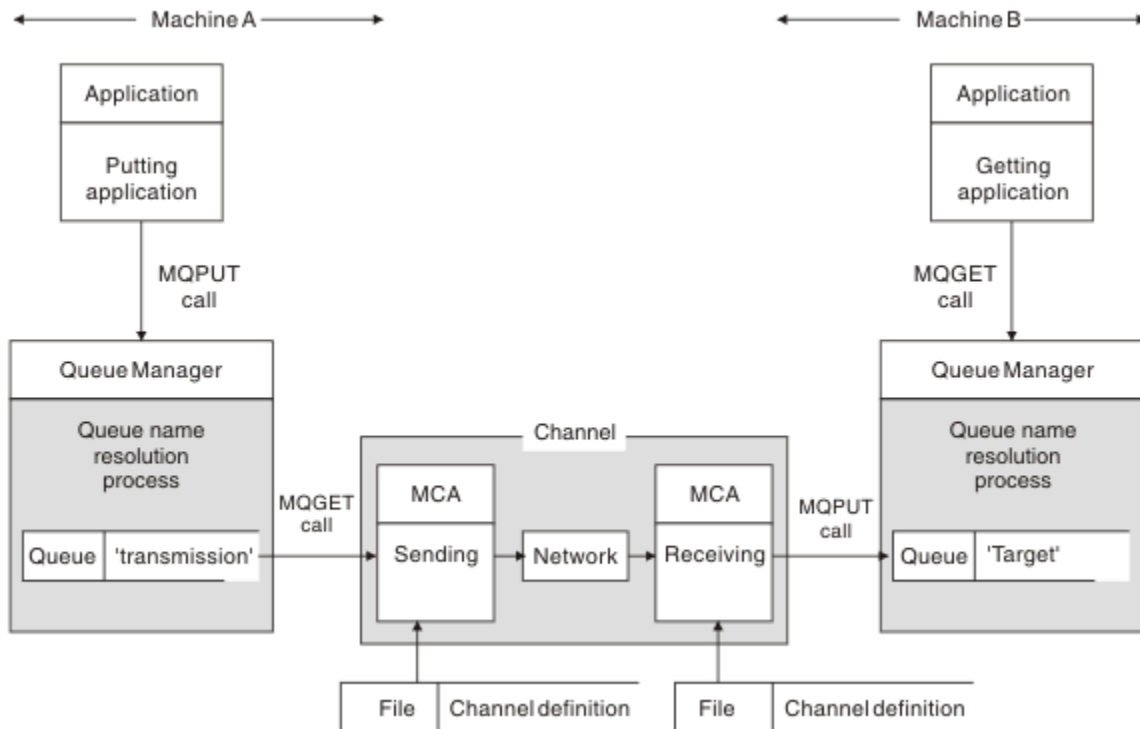 Machine A
Machine B
Application
Putting
application
Application
Getting
application
MQPUT
call
MQGET
call
Queue Manager
Queue name
resolution
process
Queue
'transmission'
MQGET
call
Channel
MCA
Sending
Network
MCA
Receiving
MQPUT
call
Queue Manager
Queue name
resolution
process
Queue
'Target'
File
Channel definition
File
Channel definition